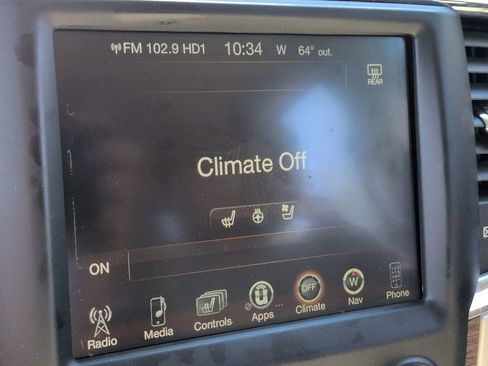 FM 102.9 HD1 10:34 W 64° out.
REAR
Climate Off
ON
OFF W
Radio Media Controls Apps Climate Nav Phone